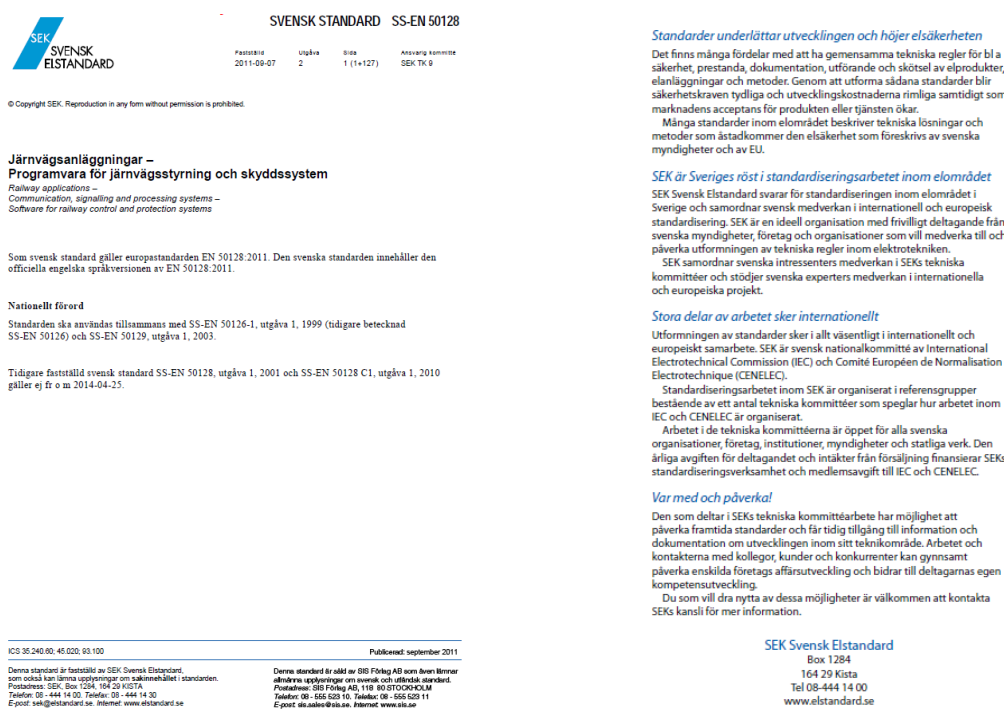 SEK
SVENSK
ELSTANDARD
SVENSK STANDARD SS-EN 50128
Fastställd Utgåva Sida Ansvarig kommitté
2011-09-07 2 1 (1+127) SEK TK 9
© Copyright SEK. Reproduction in any form without permission is prohibited.
Järnvägsanläggningar –
Programvara för järnvägsstyrning och skyddssystem
Railway applications –
Communication, signalling and processing systems –
Software for railway control and protection systems
Som svensk standard gäller europastandarden EN 50128:2011. Den svenska standarden innehåller den
officiella engelska språkversionen av EN 50128:2011.
Nationellt förord
Standarden ska användas tillsammans med SS-EN 50126-1, utgåva 1, 1999 (tidigare betecknad
SS-EN 50126) och SS-EN 50129, utgåva 1, 2003.
Tidigare fastställd svensk standard SS-EN 50128, utgåva 1, 2001 och SS-EN 50128 C1, utgåva 1, 2010
gäller ej fr o m 2014-04-25.
ICS 35.240.60; 45.020; 93.100
Publicerad: september 2011
Denna standard är fastställd av SEK Svensk Elstandard,
som också kan lämna upplysningar om sakinnehållet i standarden.
Postadress: SEK, Box 1284, 164 29 KISTA
Telefon: 08 - 444 14 00. Telefax: 08 - 444 14 30
E-post: sek@elstandard.se. Internet: www.elstandard.se
Denna standard är såld av SIS Förlag AB som även lämnar
allmänna upplysningar om svensk och utländsk standard.
Postadress: SIS Förlag AB, 118 80 STOCKHOLM
Telefon: 08 - 555 523 10. Telefax: 08 - 555 523 11
E-post: sis.sales@sis.se. Internet: www.sis.se
Standarder underlättar utvecklingen och höjer elsäkerheten
Det finns många fördelar med att ha gemensamma tekniska regler för bl a
säkerhet, prestanda, dokumentation, utförande och skötsel av elprodukter,
elanläggningar och metoder. Genom att utforma sådana standarder blir
säkerhetskraven tydliga och utvecklingskostnaderna rimliga samtidigt som
marknadens acceptans för produkten eller tjänsten ökar.
Många standarder inom elområdet beskriver tekniska lösningar och
metoder som åstadkommer den elsäkerhet som föreskrivs av svenska
myndigheter och av EU.
SEK är Sveriges röst i standardiseringsarbetet inom elområdet
SEK Svensk Elstandard svarar för standardiseringen inom elområdet i
Sverige och samordnar svensk medverkan i internationell och europeisk
standardisering. SEK är en ideell organisation med frivilligt deltagande från
svenska myndigheter, företag och organisationer som vill medverka till och
påverka utformningen av tekniska regler inom elektrotekniken.
SEK samordnar svenska intressenters medverkan i SEKs tekniska
kommittéer och stödjer svenska experters medverkan i internationella
och europeiska projekt.
Stora delar av arbetet sker internationellt
Utformningen av standarder sker i allt väsentligt i internationellt och
europeiskt samarbete. SEK är svensk nationalkommitté av International
Electrotechnical Commission (IEC) och Comité Européen de Normalisation
Electrotechnique (CENELEC).
Standardiseringsarbetet inom SEK är organiserat i referensgrupper
bestående av ett antal tekniska kommittéer som speglar hur arbetet inom
IEC och CENELEC är organiserat.
Arbetet i de tekniska kommittéerna är öppet för alla svenska
organisationer, företag, institutioner, myndigheter och statliga verk. Den
årliga avgiften för deltagandet och intäkter från försäljning finansierar SEKs
standardiseringsverksamhet och medlemsavgift till IEC och CENELEC.
Var med och påverka!
Den som deltar i SEKs tekniska kommittéarbete har möjlighet att
påverka framtida standarder och får tidig tillgång till information och
dokumentation om utvecklingen inom sitt teknikområde. Arbetet och
kontakterna med kollegor, kunder och konkurrenter kan gynnsamt
påverka enskilda företags affärsutveckling och bidrar till deltagarnas egen
kompetensutveckling.
Du som vill dra nytta av dessa möjligheter är välkommen att kontakta
SEKs kansli för mer information.
SEK Svensk Elstandard
Box 1284
164 29 Kista
Tel 08-444 14 00
www.elstandard.se